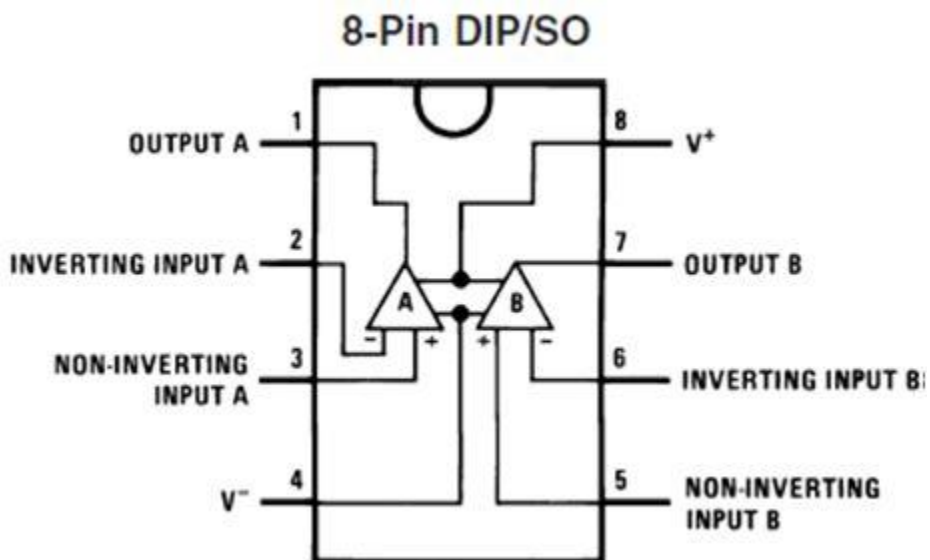 8-Pin DIP/SO
1
OUTPUT A
8
V⁺
2
INVERTING INPUT A
7
OUTPUT B
A
B
-
+
+
-
3
NON-INVERTING
INPUT A
6
INVERTING INPUT B
4
V⁻
5
NON-INVERTING
INPUT B